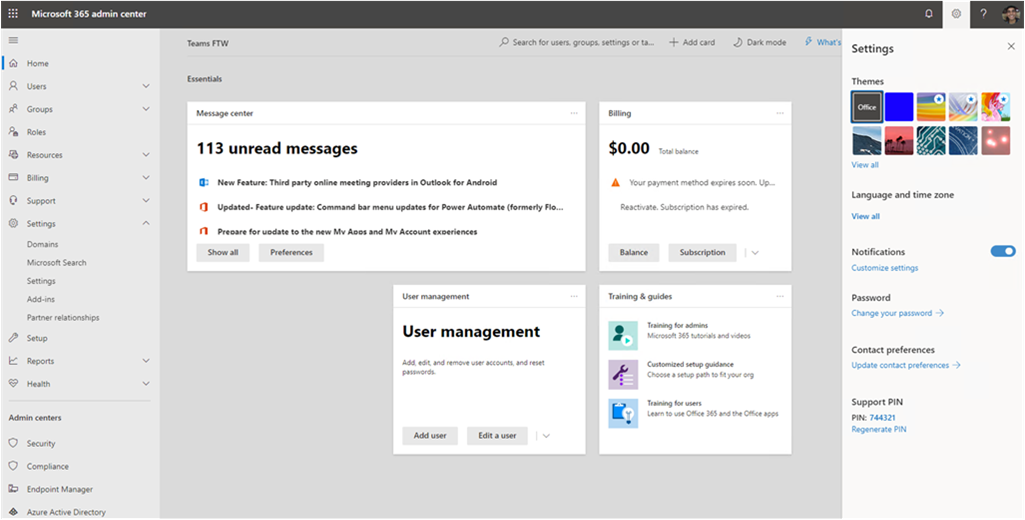 Microsoft 365 admin center
?
Home
Users
Groups
Roles
Resources
Billing
Support
Settings
Domains
Microsoft Search
Settings
Add-ins
Partner relationships
Setup
Reports
Health
Admin centers
Security
Compliance
Endpoint Manager
Azure Active Directory
Teams FTW
Search for users, groups, settings or ta...
Add card
Dark mode
What's
Essentials
Message center
113 unread messages
New Feature: Third party online meeting providers in Outlook for Android
Updated- Feature update: Command bar menu updates for Power Automate (formerly Flo...
Prepare for update to the new My Apps and My Account experiences
Show all
Preferences
Billing
$0.00 Total balance
Your payment method expires soon. Up...
Reactivate. Subscription has expired.
Balance
Subscription
User management
User management
Add, edit, and remove user accounts, and reset
passwords.
Add user
Edit a user
Training & guides
Training for admins
Microsoft 365 tutorials and videos
Customized setup guidance
Choose a setup path to fit your org
Training for users
Learn to use Office 365 and the Office apps
Settings
Themes
Office
View all
Language and time zone
View all
Notifications
Customize settings
Password
Change your password
Contact preferences
Update contact preferences
Support PIN
PIN: 744321
Regenerate PIN